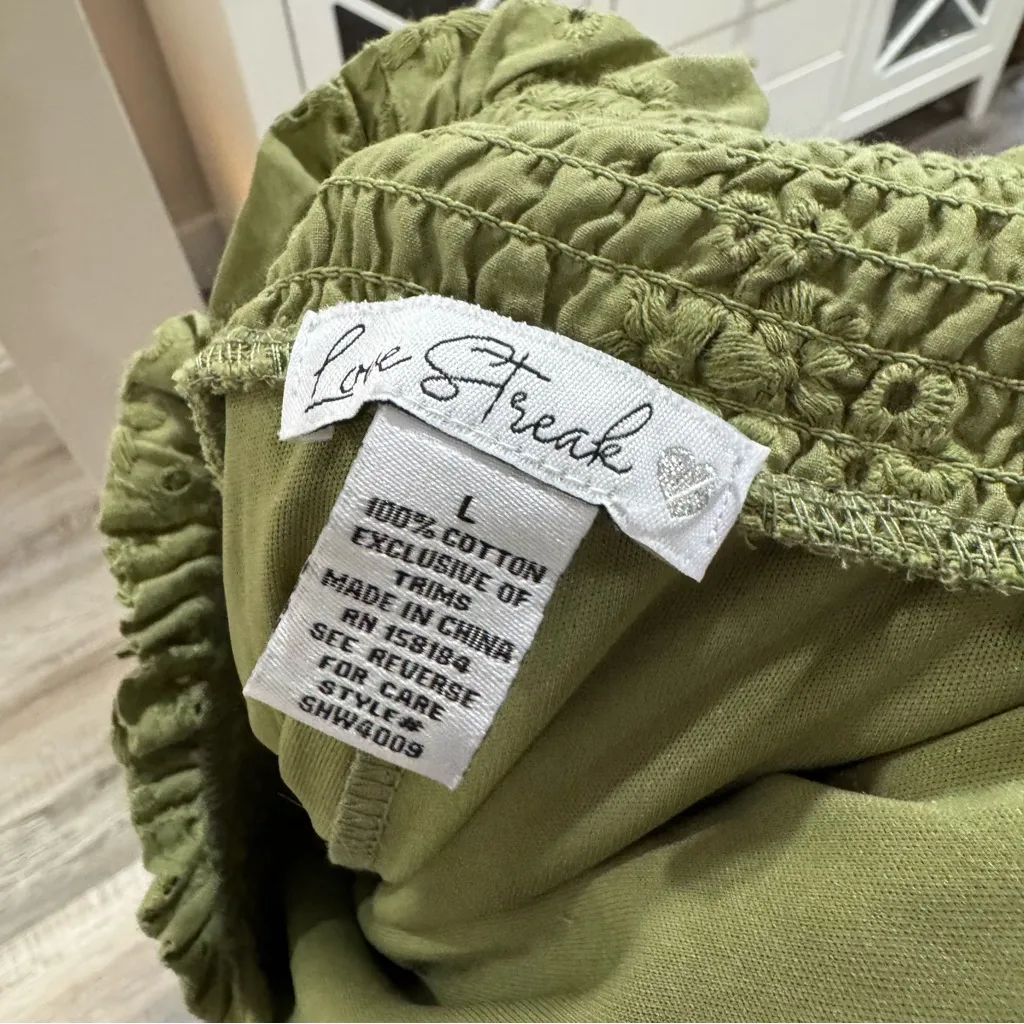 Love Streak
L
100% COTTON
EXCLUSIVE OF
TRIMS
MADE IN CHINA
RN 158184
SEE REVERSE
FOR CARE
STYLE#
SHW4009